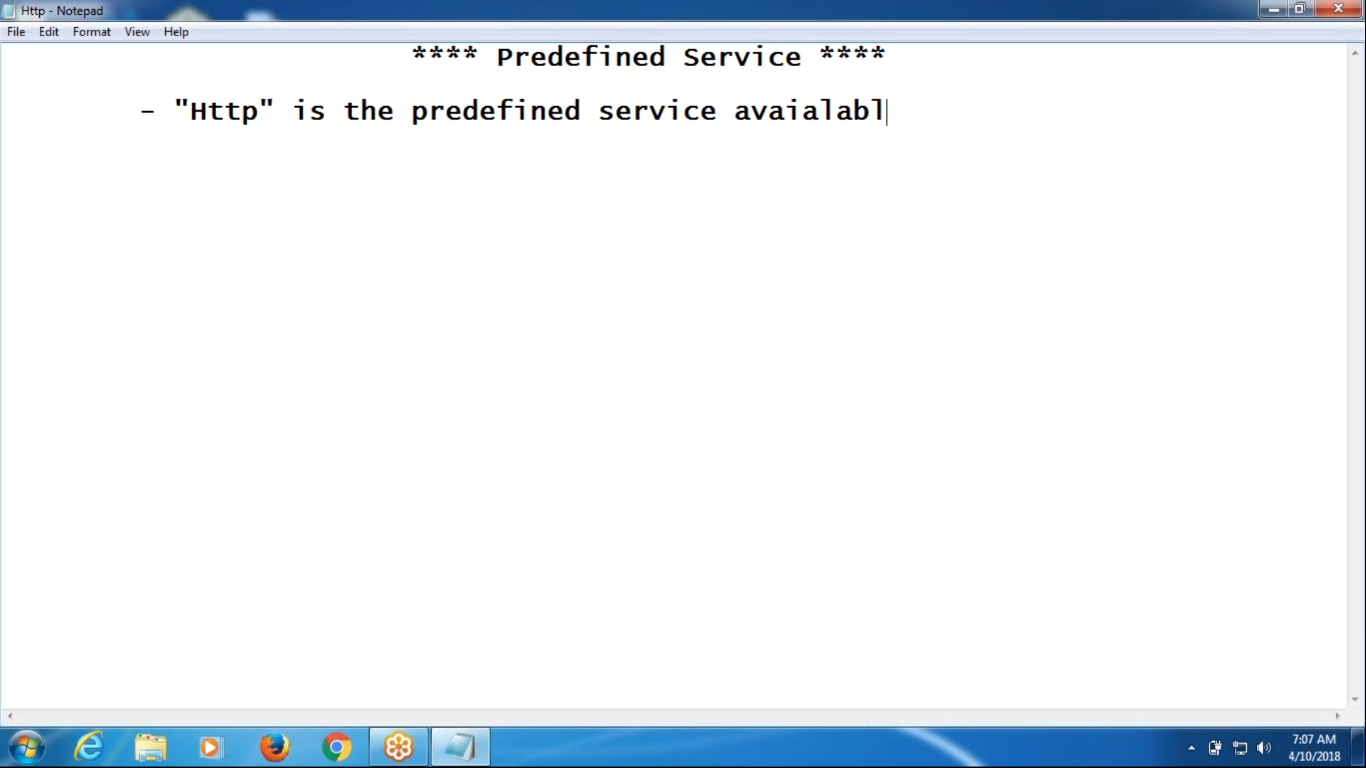 Http - Notepad
File Edit Format View Help
**** Predefined Service ****
- "Http" is the predefined service avaialabl
7:07 AM
4/10/2018